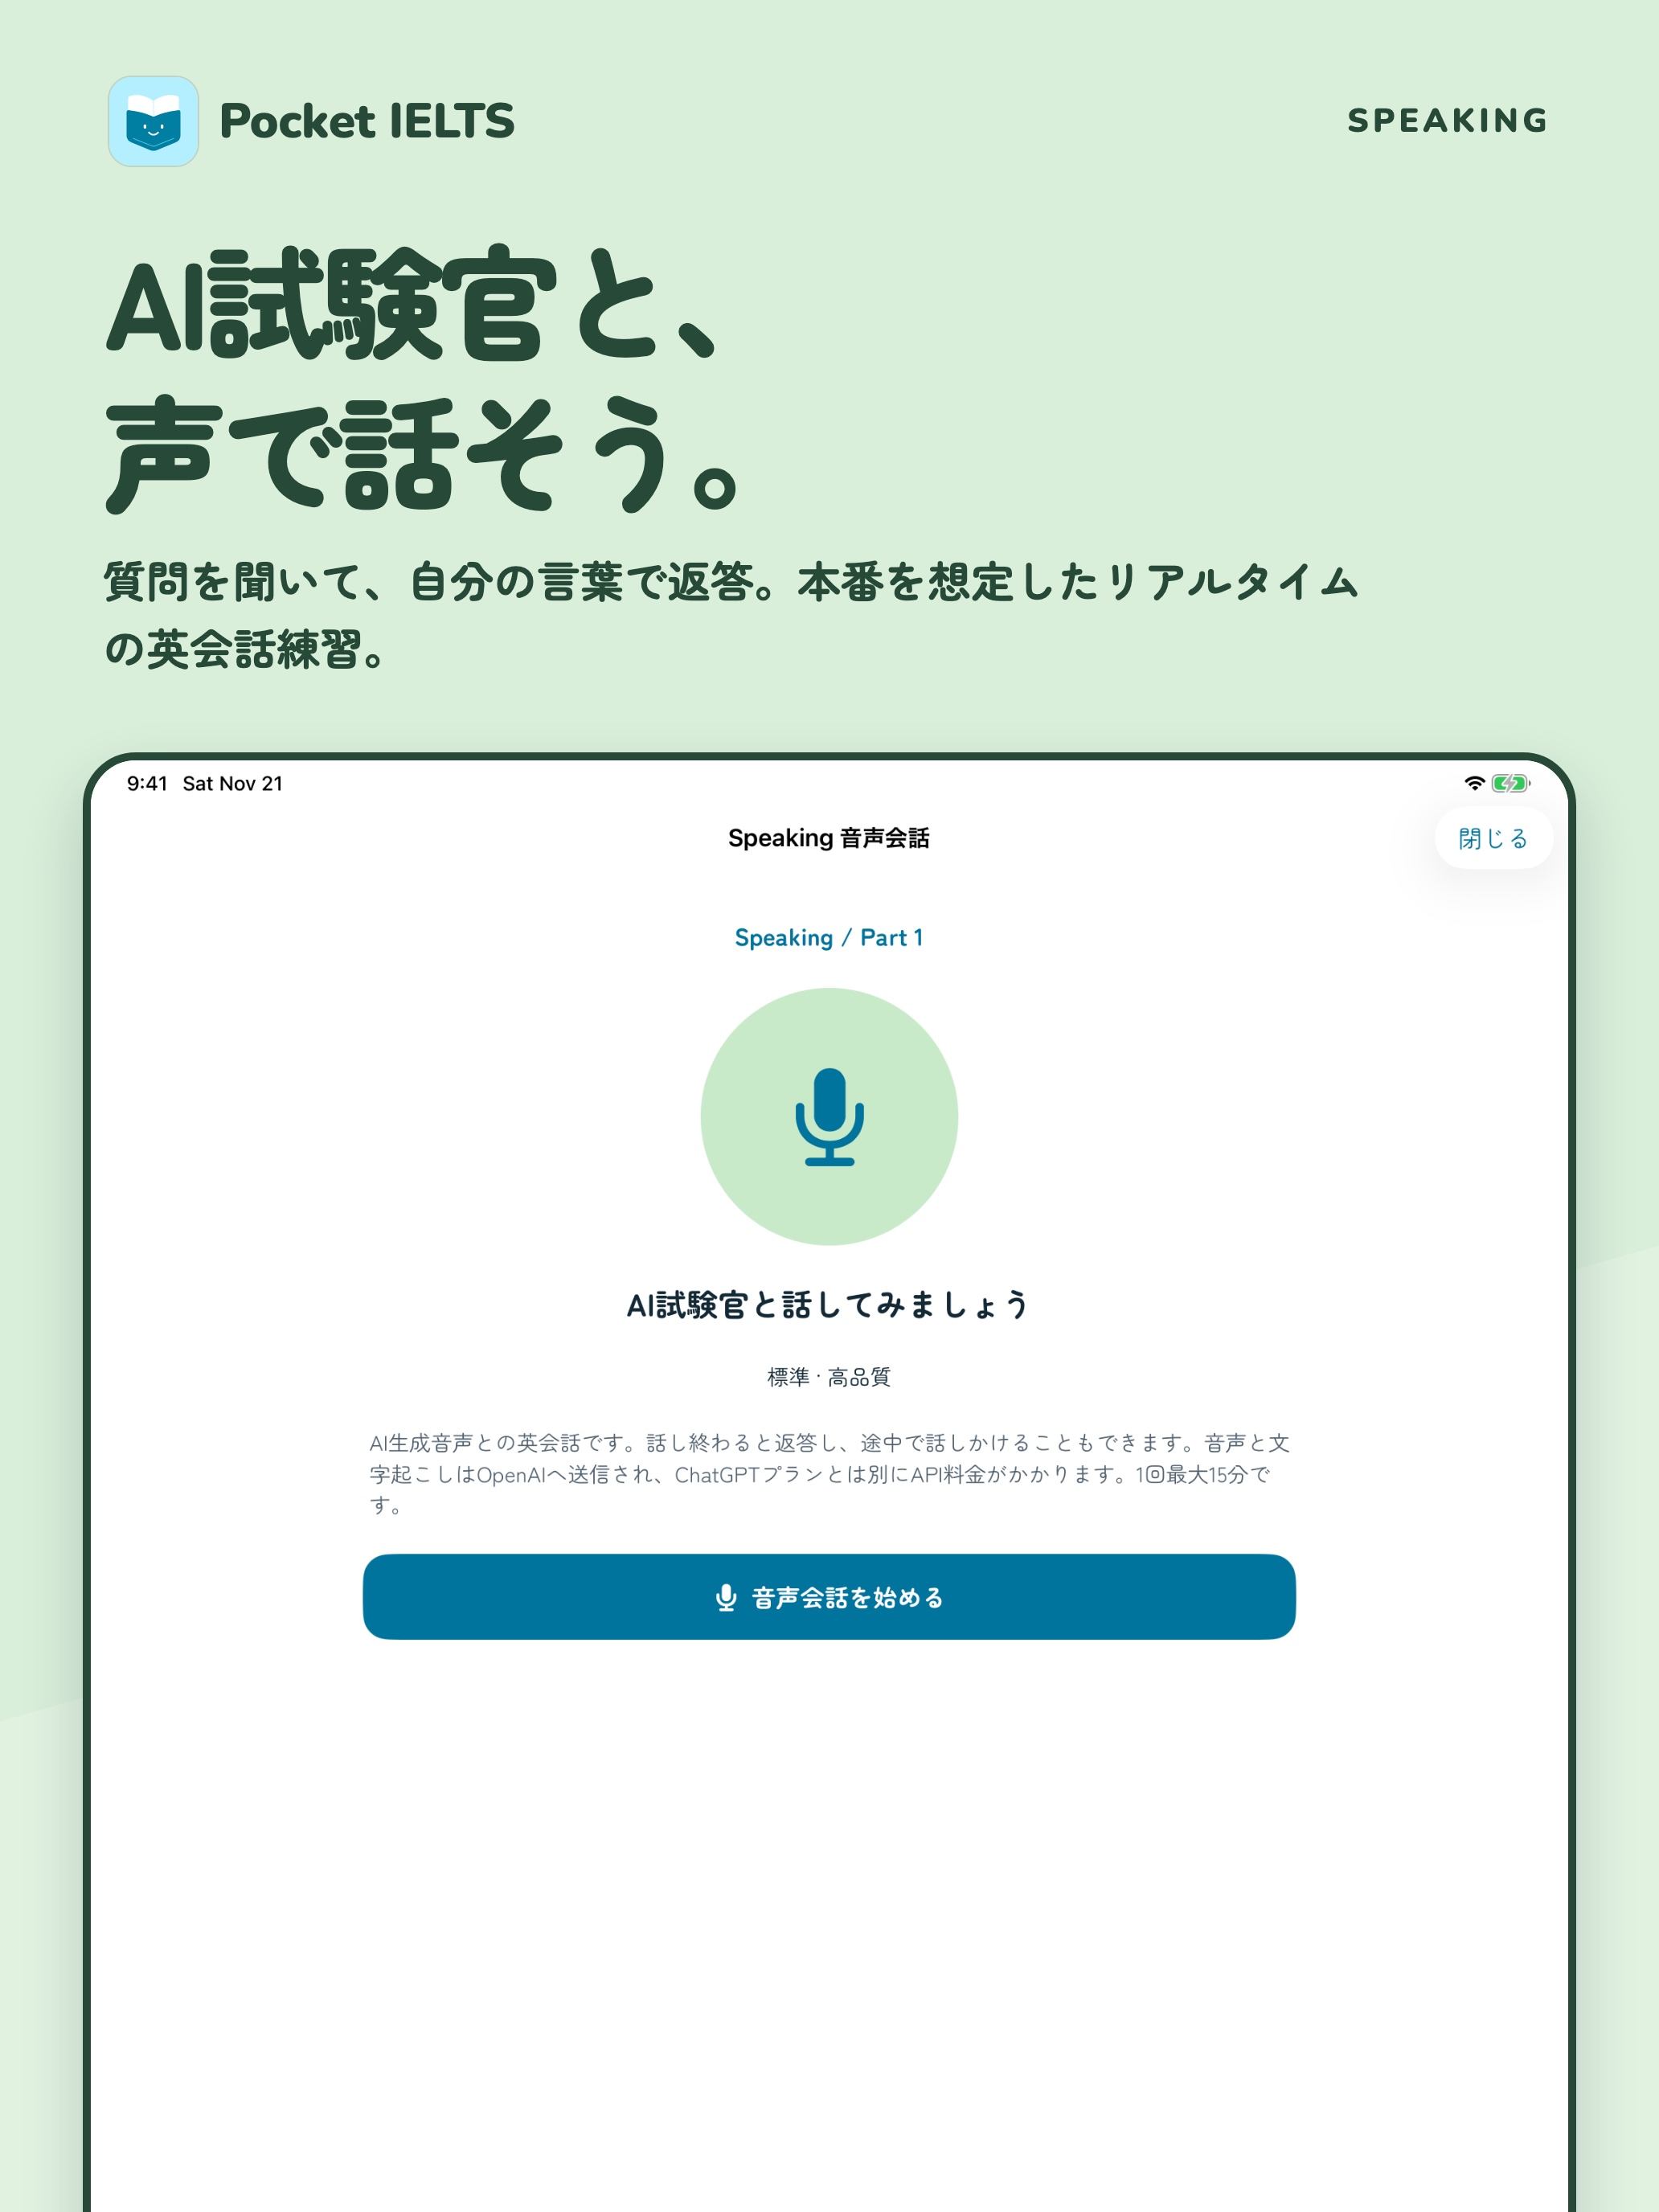 Pocket IELTS
SPEAKING
AI試験官と、
声で話そう。
質問を聞いて、自分の言葉で返答。本番を想定したリアルタイム
の英会話練習。
9:41 Sat Nov 21
Speaking 音声会話
閉じる
Speaking / Part 1
AI試験官と話してみましょう
標準 · 高品質
AI生成音声との英会話です。話し終わると返答し、途中で話しかけることもできます。音声と文
字起こしはOpenAIへ送信され、ChatGPTプランとは別にAPI料金がかかります。1回最大15分で
す。
音声会話を始める